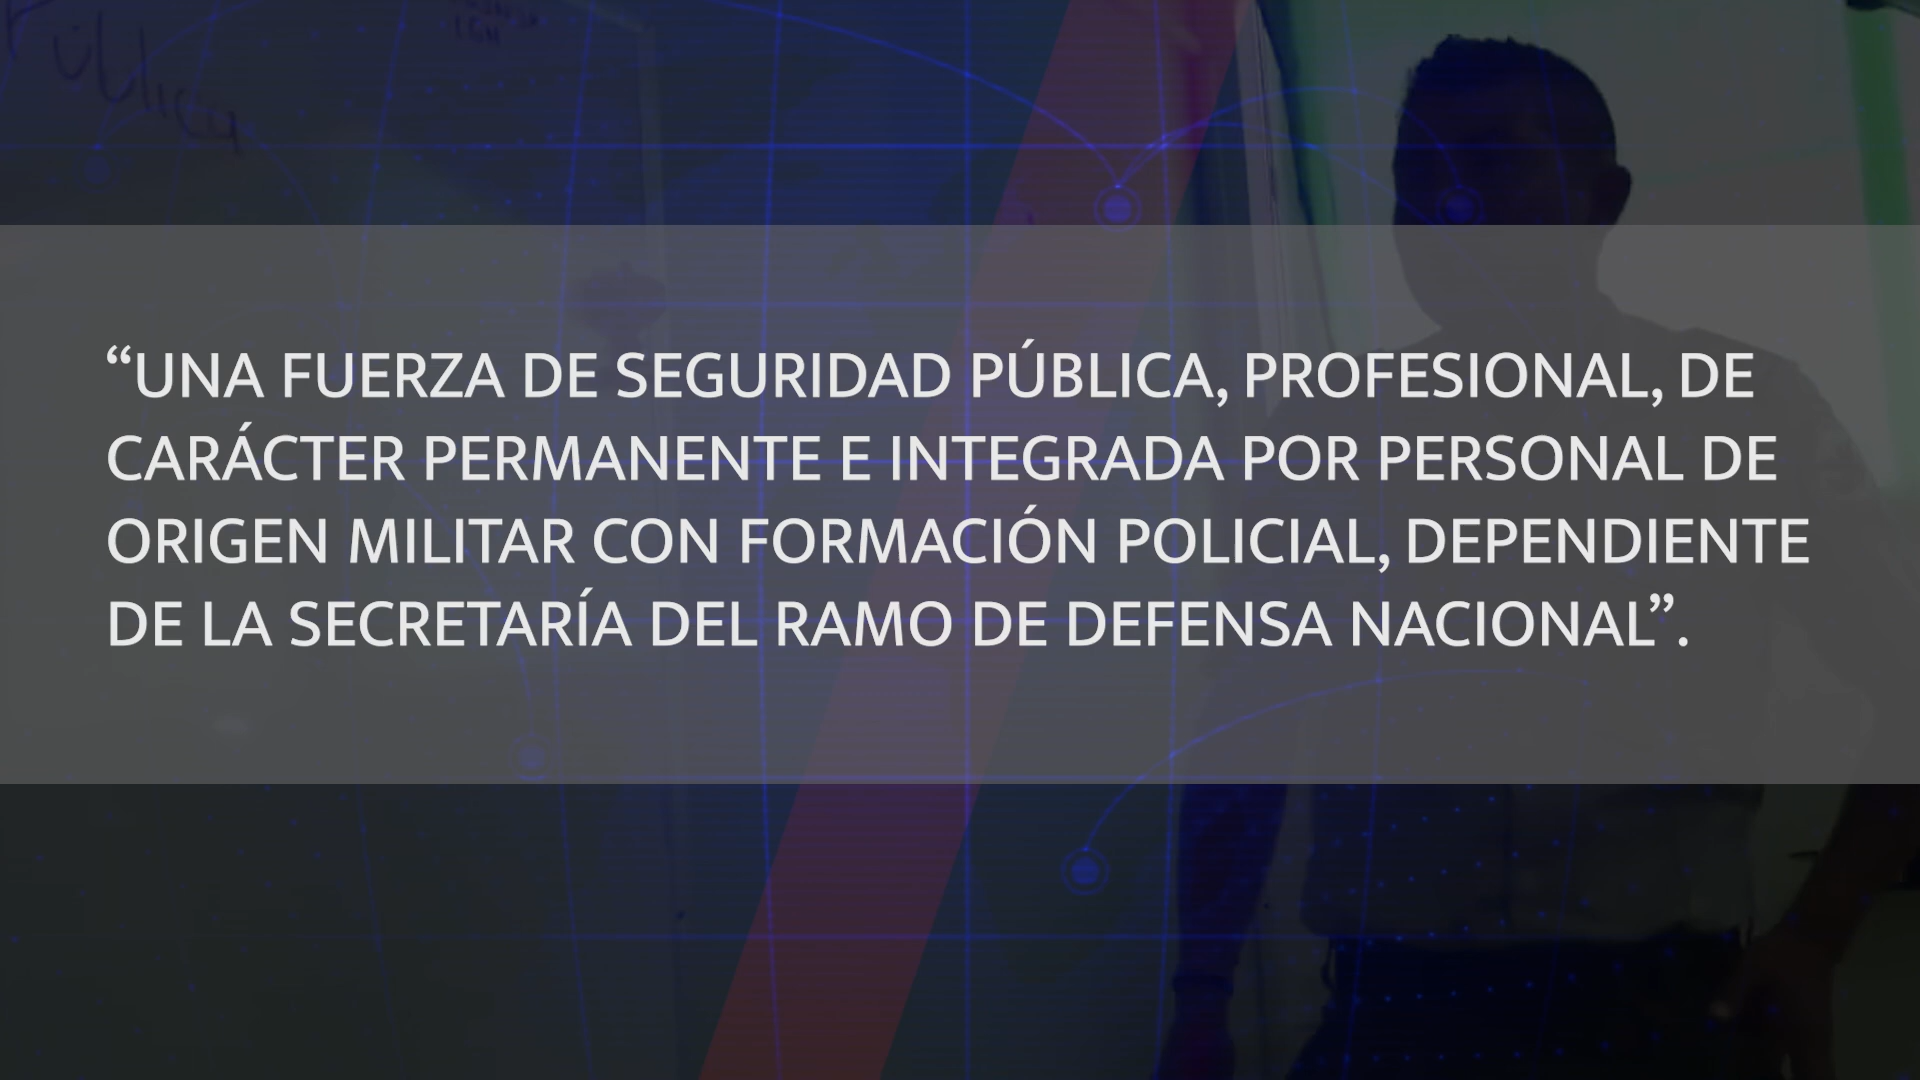 Pública
“UNA FUERZA DE SEGURIDAD PÚBLICA, PROFESIONAL, DE
CARÁCTER PERMANENTE E INTEGRADA POR PERSONAL DE
ORIGEN MILITAR CON FORMACIÓN POLICIAL, DEPENDIENTE
DE LA SECRETARÍA DEL RAMO DE DEFENSA NACIONAL”.